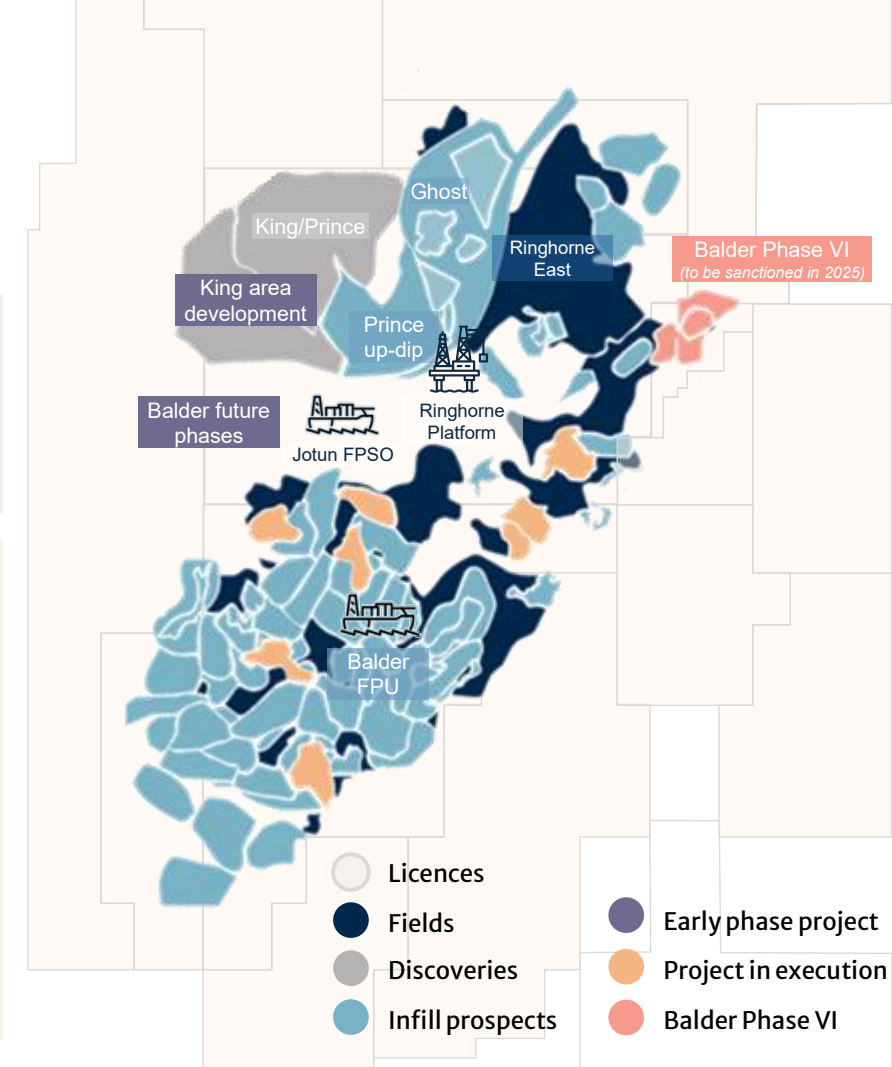 Ghost
King/Prince
Ringhorne
East
Balder Phase VI
(to be sanctioned in 2025)
King area
development
Prince
up-dip
Balder future
phases
Ringhorne
Platform
Jotun FPSO
Balder
FPU
Licences
Fields
Discoveries
Infill prospects
Early phase project
Project in execution
Balder Phase VI